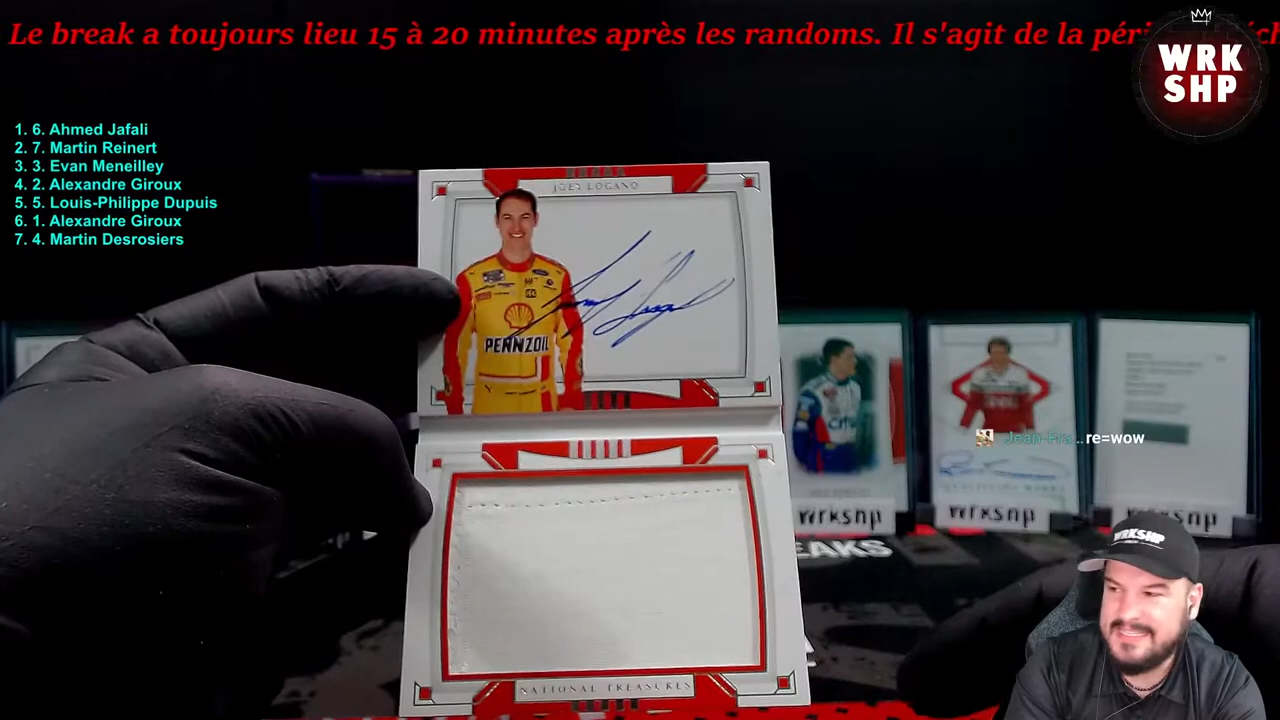 Le break a toujours lieu 15 à 20 minutes après les randoms. Il s'agit de la
WRK
SHP
1. 6. Ahmed Jafali
2. 7. Martin Reinert
3. 3. Evan Meneilley
4. 2. Alexandre Giroux
5. 5. Louis-Philippe Dupuis
6. 1. Alexandre Giroux
7. 4. Martin Desrosiers
JOEY LOGANO
PENNZOIL
Jean-Fra... re=wow
wrksnp
wrksnp
NATIONAL TREASURES
WRKSHP